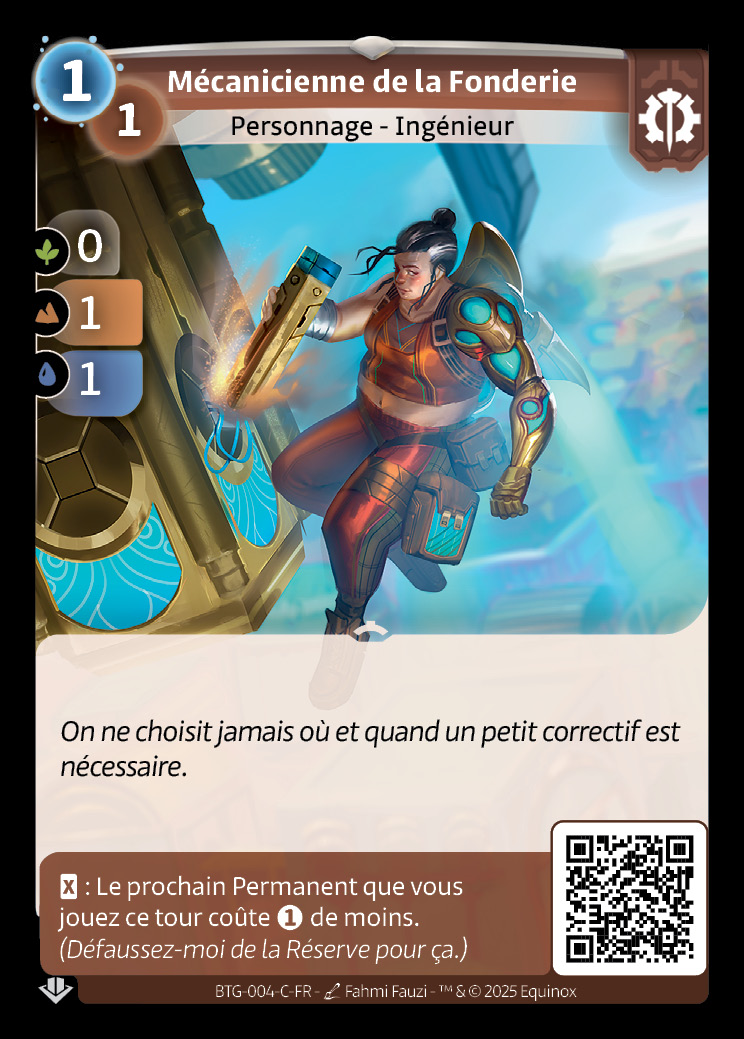 1
Mécanicienne de la Fonderie
1
Personnage - Ingénieur
0
1
1
On ne choisit jamais où et quand un petit correctif est
nécessaire.
X : Le prochain Permanent que vous
jouez ce tour coûte 1 de moins.
(Défaussez-moi de la Réserve pour ça.)
BTG-004-C-FR - Fahmi Fauzi - ™ & © 2025 Equinox